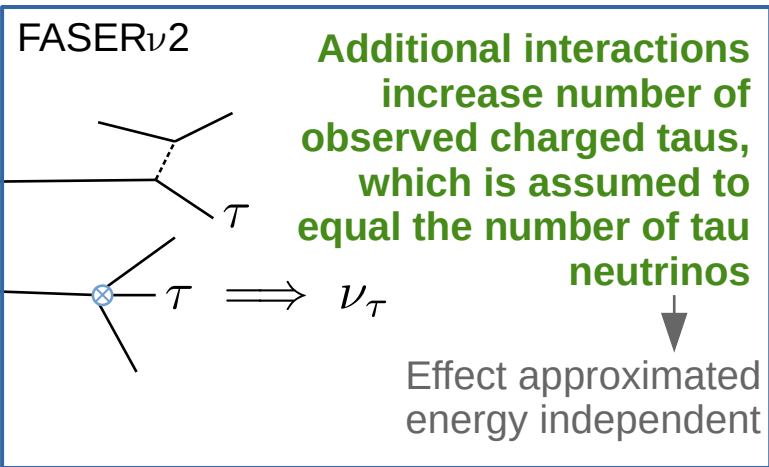 FASERν2
Additional interactions
increase number of
observed charged taus,
which is assumed to
equal the number of tau
neutrinos
τ
τ ⟹ ν_τ
Effect approximated
energy independent